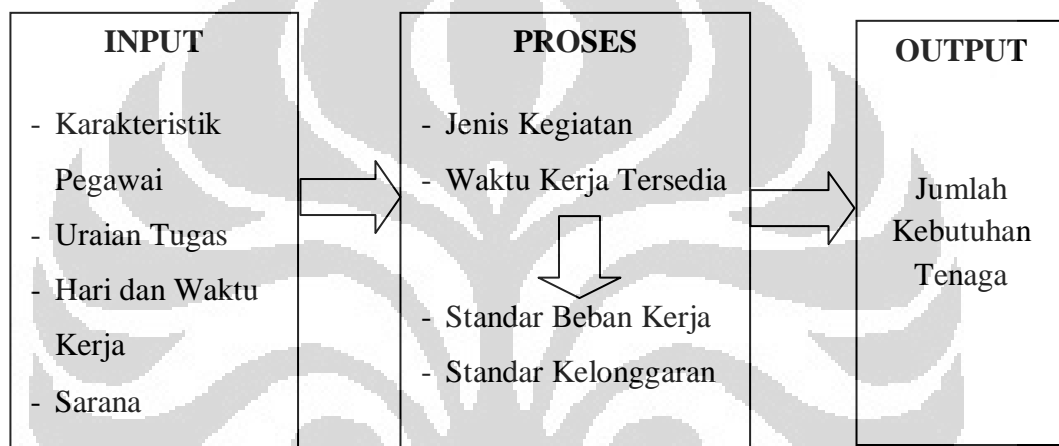 INPUT
- Karakteristik
Pegawai
- Uraian Tugas
- Hari dan Waktu
Kerja
- Sarana
PROSES
- Jenis Kegiatan
- Waktu Kerja Tersedia
- Standar Beban Kerja
- Standar Kelonggaran
OUTPUT
Jumlah
Kebutuhan
Tenaga